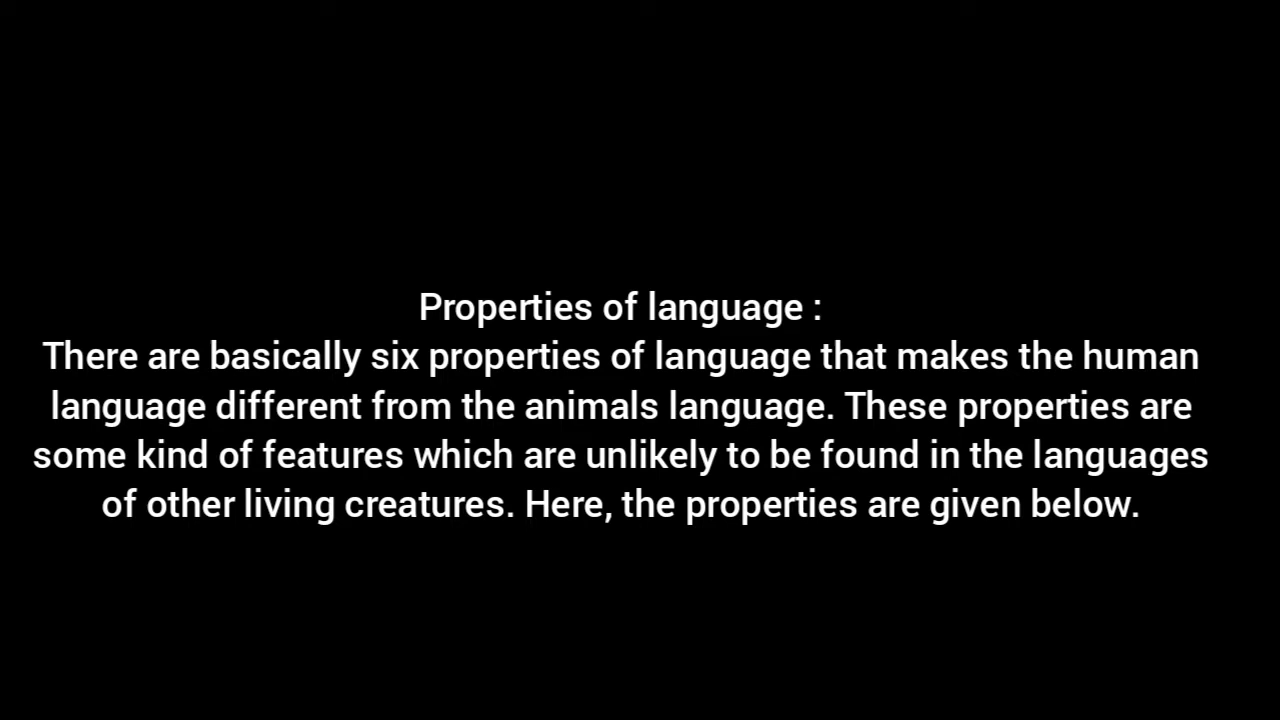 Properties of language :
There are basically six properties of language that makes the human
language different from the animals language. These properties are
some kind of features which are unlikely to be found in the languages
of other living creatures. Here, the properties are given below.